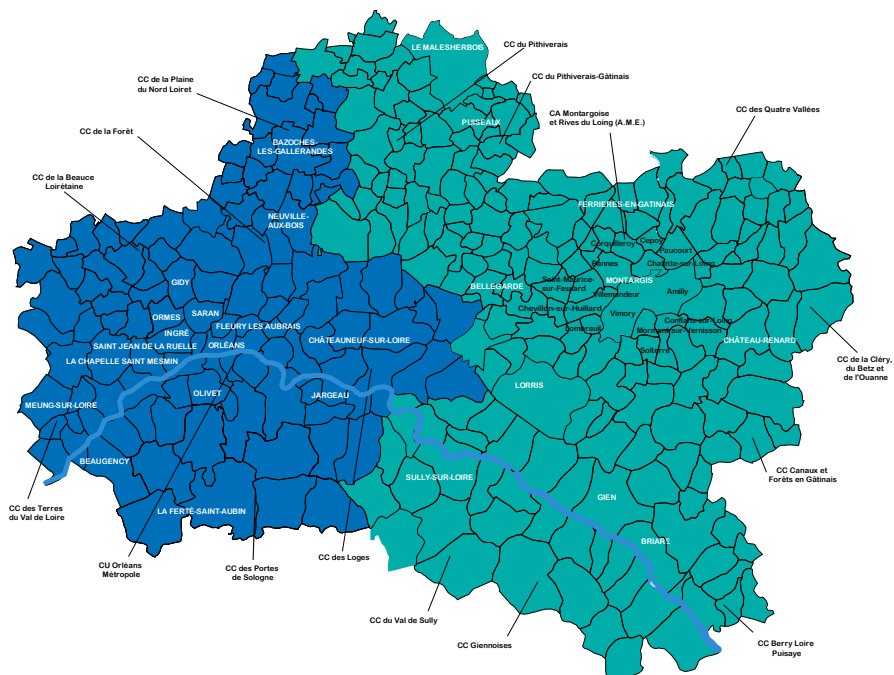 LE MALESHERBOIS
CC du Pithiverais
CC du Pithiverais-Gâtinais
CC de la Plaine
du Nord Loiret
CA Montargoise
et Rives du Loing (A.M.E.)
CC des Quatre Vallées
PUISEAUX
CC de la Forêt
BAZOCHES-
LES-GALLERANDES
CC de la Beauce
Loirétaine
NEUVILLE-
AUX-BOIS
FERRIERES-EN-GATINAIS
Corquilleroy
Cepoy
Paucourt
Pannes
Chalette-sur-Loing
GIDY
BELLEGARDE
Saint-Maurice-
sur-Fessard
MONTARGIS
Amilly
Villemandeur
Chevillon-sur-Huillard
Vimory
Conflans-sur-Loing
Lombreuil
Mormant-sur-Vernisson
Solterre
CHÂTEAU-RENARD
ORMES
SARAN
INGRÉ
FLEURY LES AUBRAIS
SAINT JEAN DE LA RUELLE
ORLÉANS
CHÂTEAUNEUF-SUR-LOIRE
LA CHAPELLE SAINT MESMIN
CC de la Cléry,
du Betz et
de l'Ouanne
OLIVET
JARGEAU
LORRIS
MEUNG-SUR-LOIRE
BEAUGENCY
SULLY-SUR-LOIRE
CC Canaux et
Forêts en Gâtinais
GIEN
LA FERTÉ-SAINT-AUBIN
CC des Terres
du Val de Loire
BRIARE
CU Orléans
Métropole
CC des Portes
de Sologne
CC des Loges
CC du Val de Sully
CC Giennoises
CC Berry Loire
Puisaye